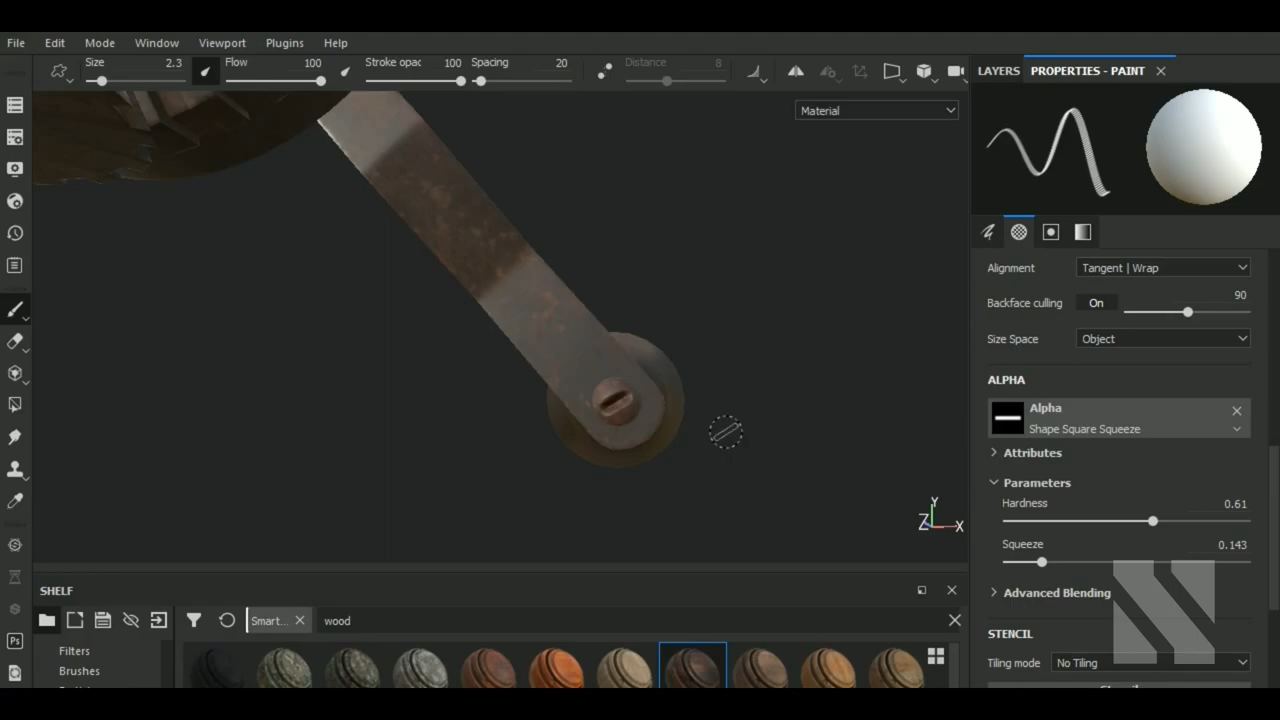 File Edit Mode Window Viewport Plugins Help
Size 2.3 Flow 100 Stroke opac 100 Spacing 20 Distance 8
LAYERS PROPERTIES - PAINT
Material
Alignment Tangent | Wrap
Backface culling On 90
Size Space Object
ALPHA
Alpha
Shape Square Squeeze
Attributes
Parameters
Hardness 0.61
Squeeze 0.143
Y
Z X
Advanced Blending
STENCIL
Tiling mode No Tiling
SHELF
Smart... wood
Ps
Filters
Brushes